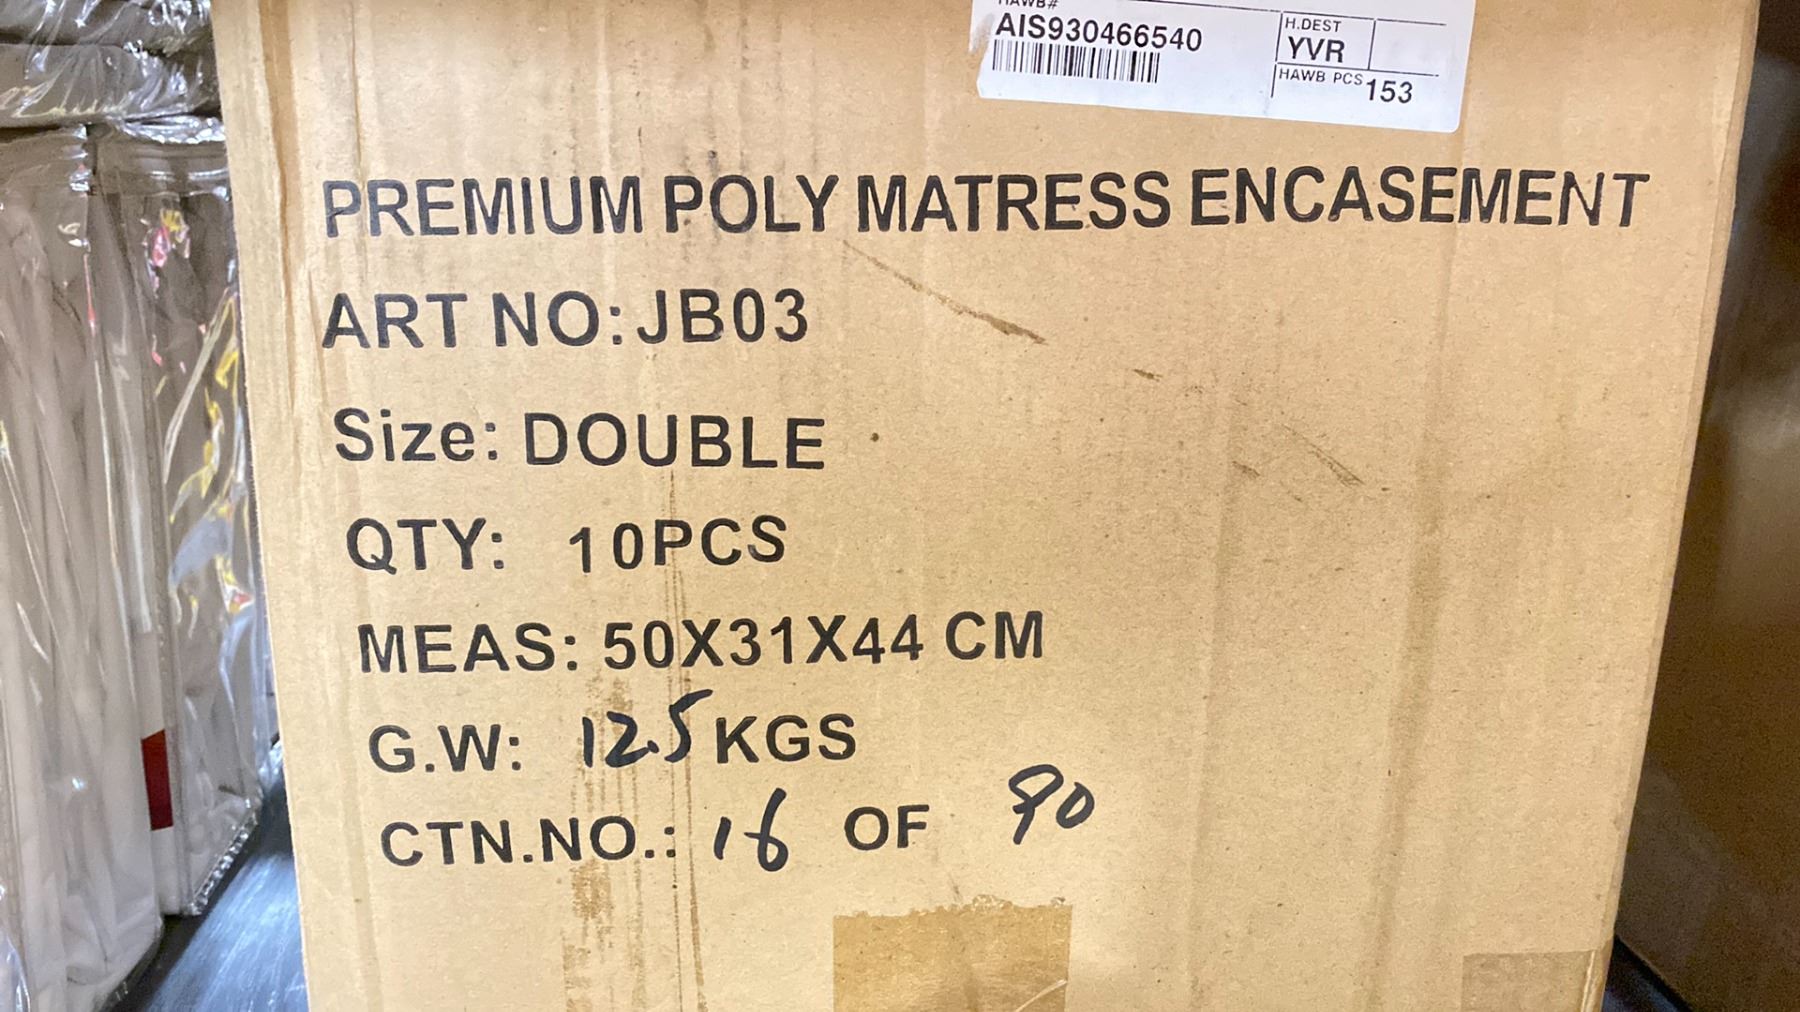 HAWB#
AIS930466540
H.DEST
YVR
HAWB PCS 153
PREMIUM POLY MATRESS ENCASEMENT
ART NO: JB03
Size: DOUBLE
QTY: 10PCS
MEAS: 50X31X44 CM
G.W: 12.5 KGS
CTN.NO.: 16 OF 90